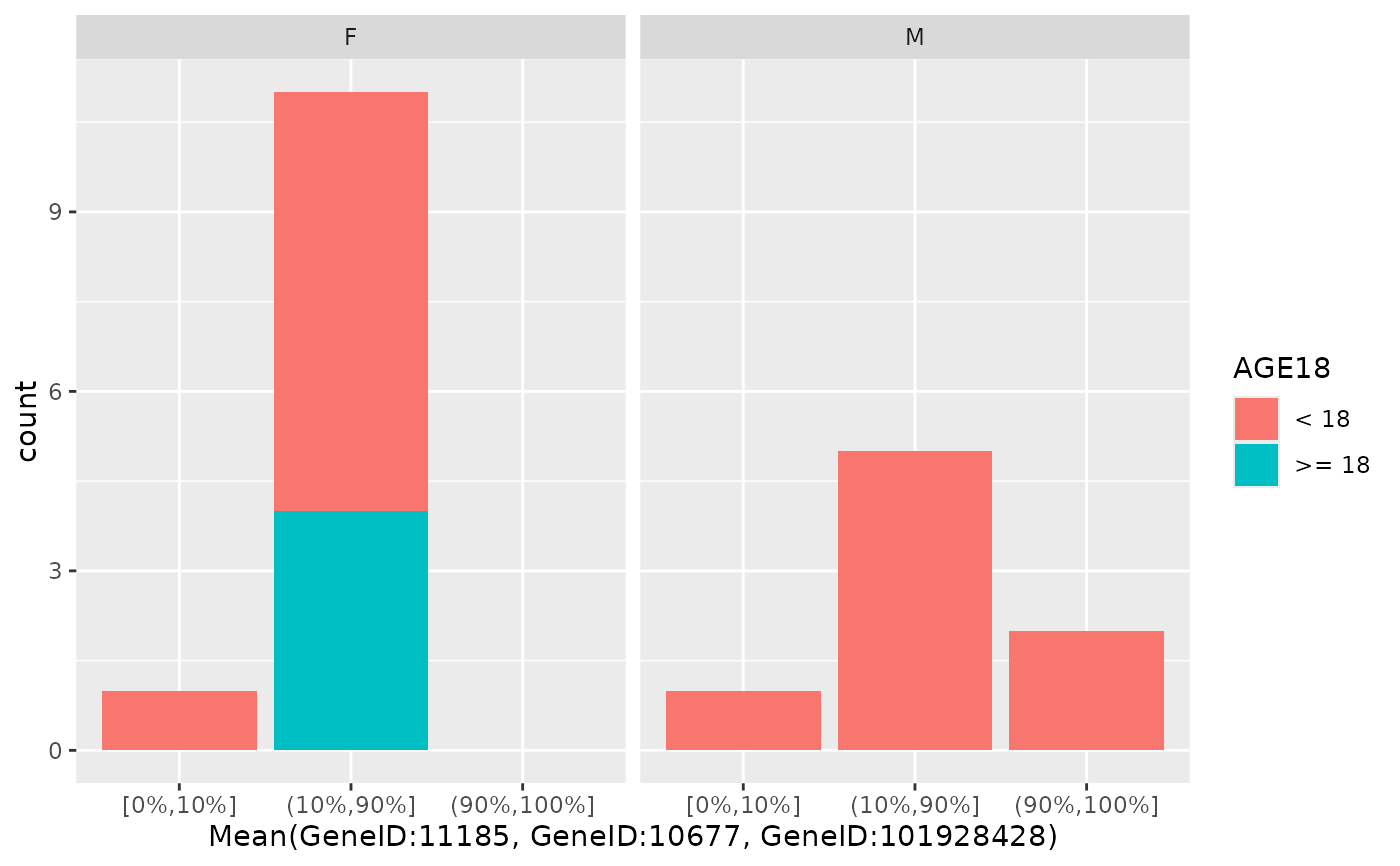 F
M
9
6
3
0
count
[0%,10%] (10%,90%] (90%,100%]
[0%,10%] (10%,90%] (90%,100%]
Mean(GeneID:11185, GeneID:10677, GeneID:101928428)
AGE18
< 18
>= 18